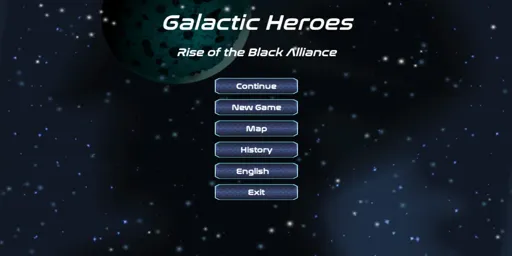 Galactic Heroes
Rise of the Black Alliance
Continue
New Game
Map
History
English
Exit